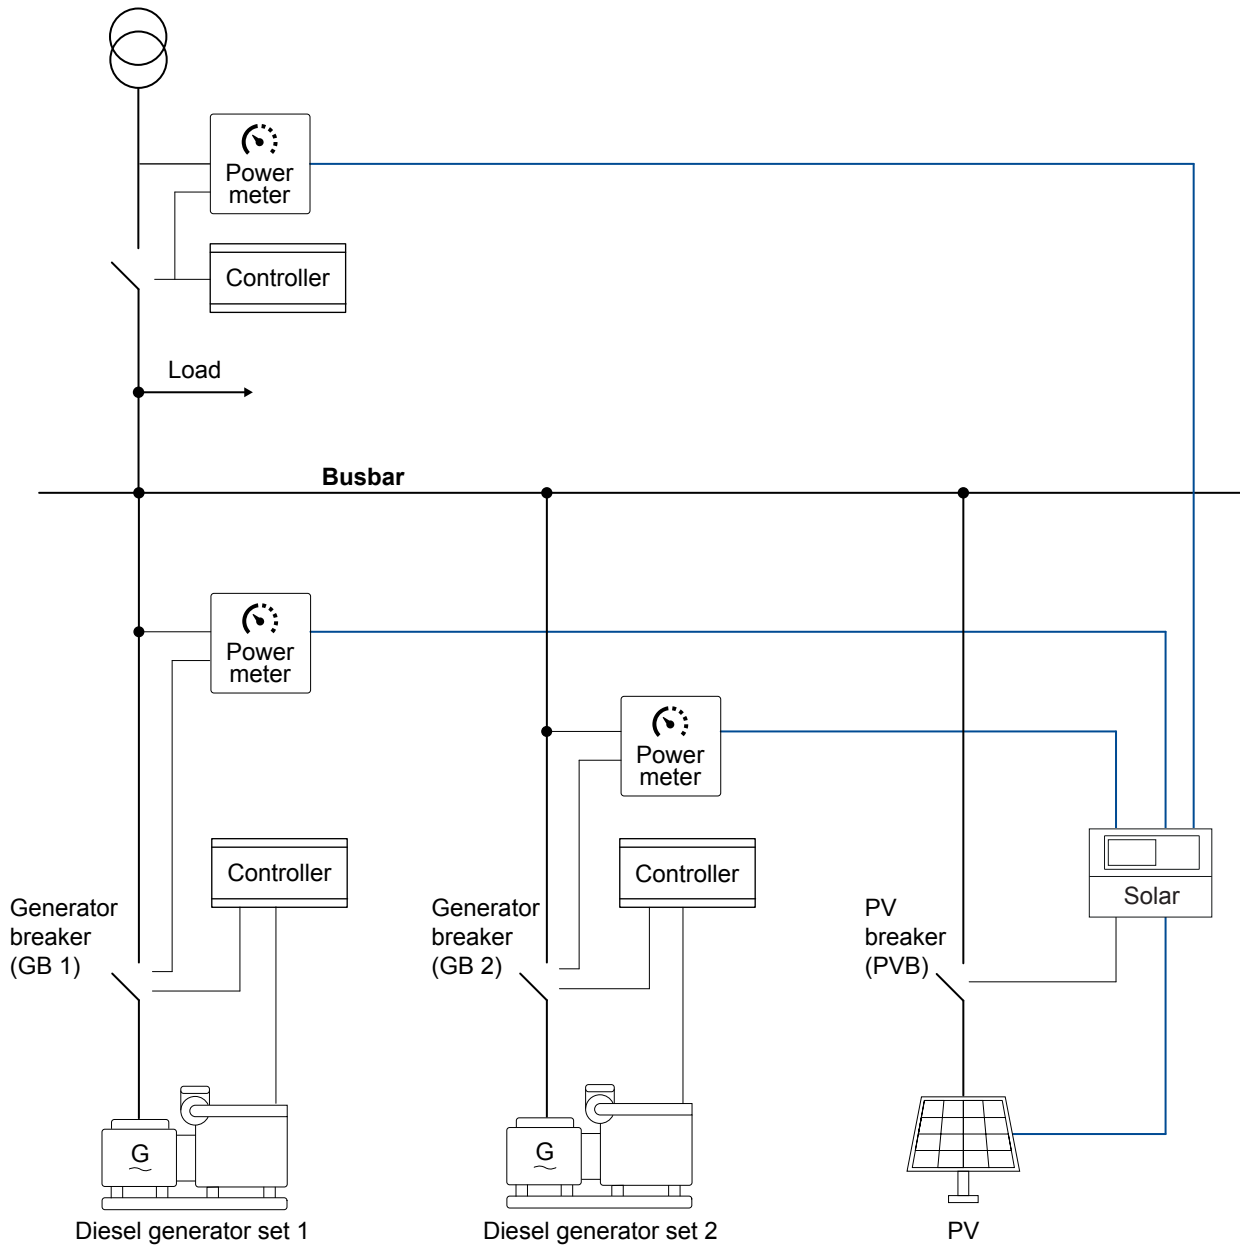 Power
meter
Controller
Load
Busbar
Power
meter
Power
meter
Controller
Controller
Solar
Generator
breaker
(GB 1)
Generator
breaker
(GB 2)
PV
breaker
(PVB)
G
G
Diesel generator set 1
Diesel generator set 2
PV